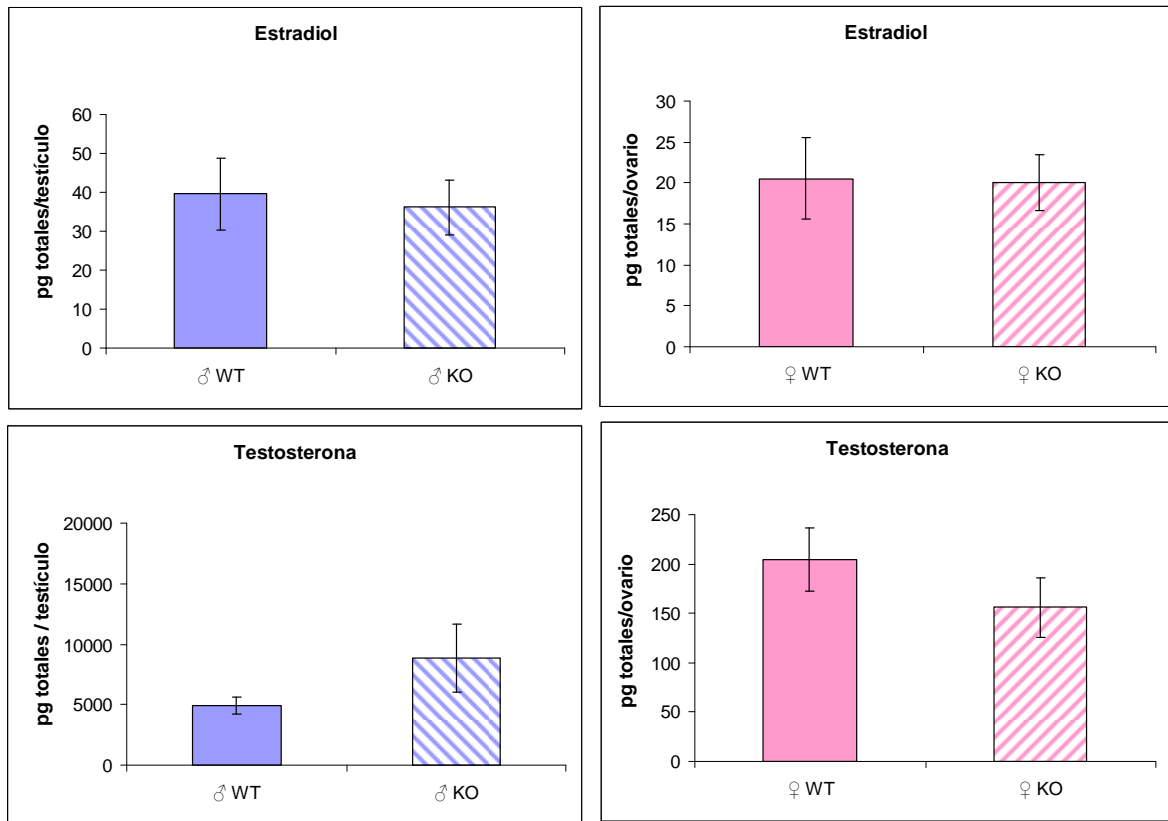 Estradiol
pg totales/testículo
60
50
40
30
20
10
0
♂ WT
♂ KO
Estradiol
pg totales/ovario
30
25
20
15
10
5
0
♀ WT
♀ KO
Testosterona
pg totales / testículo
20000
15000
10000
5000
0
♂ WT
♂ KO
Testosterona
pg totales/ovario
250
200
150
100
50
0
♀ WT
♀ KO